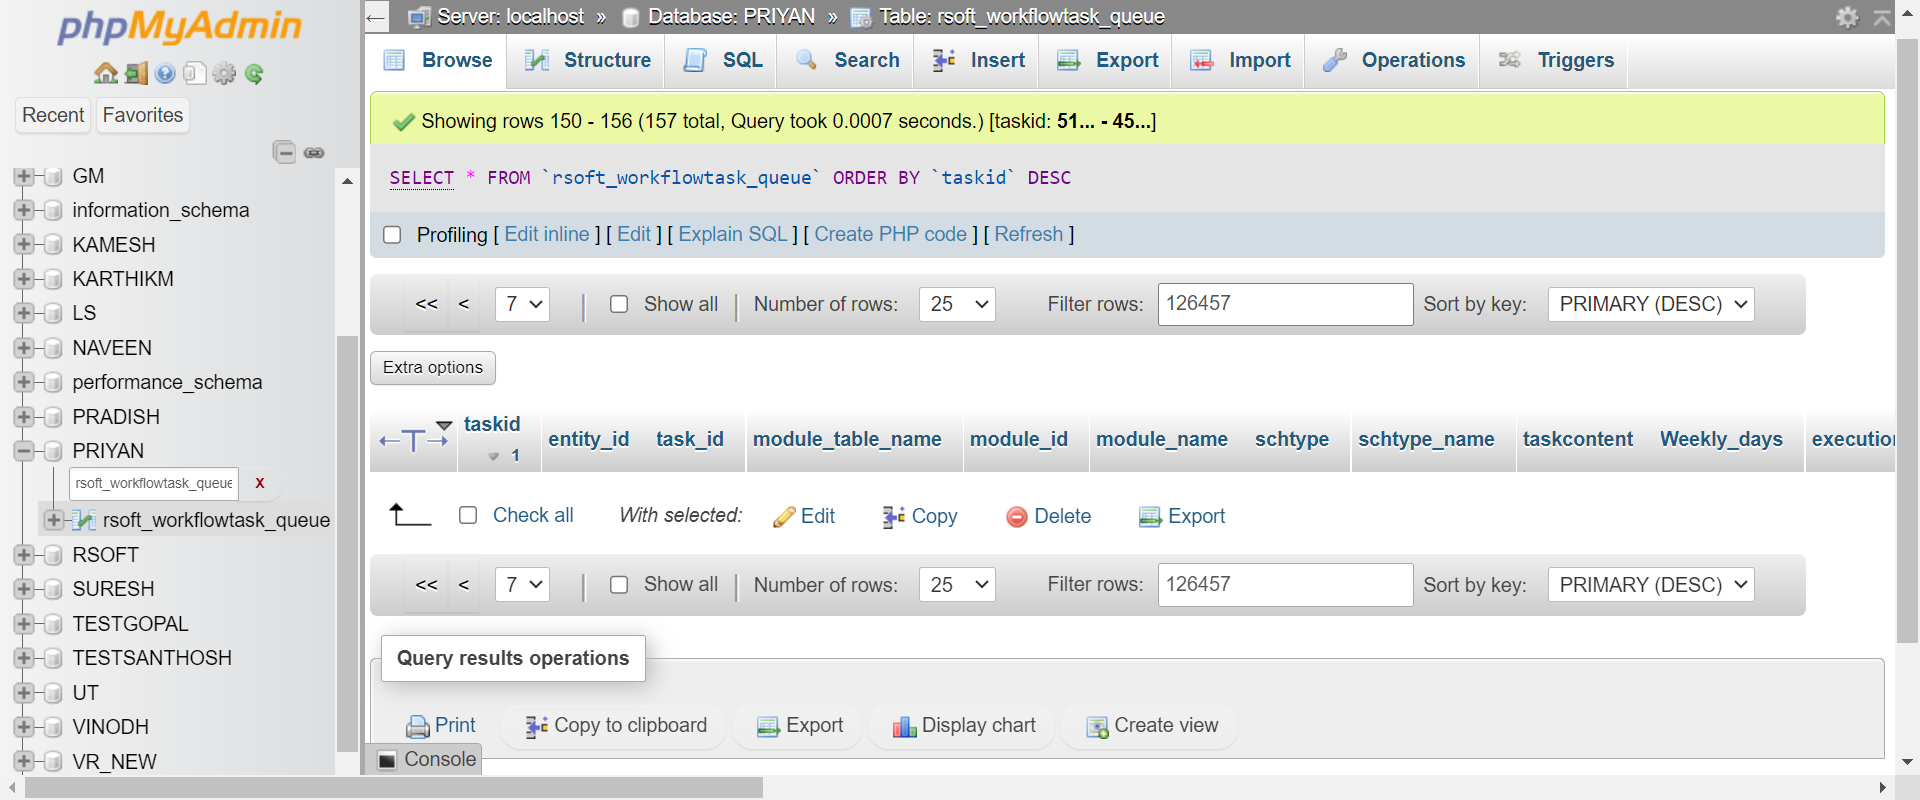 phpMyAdmin
Recent Favorites
GM
information_schema
KAMESH
KARTHIKM
LS
NAVEEN
performance_schema
PRADISH
PRIYAN
rsoft_workflowtask_queue X
rsoft_workflowtask_queue
RSOFT
SURESH
TESTGOPAL
TESTSANTHOSH
UT
VINODH
VR_NEW
Server: localhost » Database: PRIYAN » Table: rsoft_workflowtask_queue
Browse Structure SQL Search Insert Export Import Operations Triggers
Showing rows 150 - 156 (157 total, Query took 0.0007 seconds.) [taskid: 51... - 45...]
SELECT * FROM `rsoft_workflowtask_queue` ORDER BY `taskid` DESC
Profiling [ Edit inline ] [ Edit ] [ Explain SQL ] [ Create PHP code ] [ Refresh ]
<< < 7 | Show all | Number of rows: 25 Filter rows: 126457 Sort by key: PRIMARY (DESC)
Extra options
←T→ taskid 1 entity_id task_id module_table_name module_id module_name schtype schtype_name taskcontent Weekly_days execution
Check all With selected: Edit Copy Delete Export
<< < 7 | Show all | Number of rows: 25 Filter rows: 126457 Sort by key: PRIMARY (DESC)
Query results operations
Print Copy to clipboard Export Display chart Create view
Console